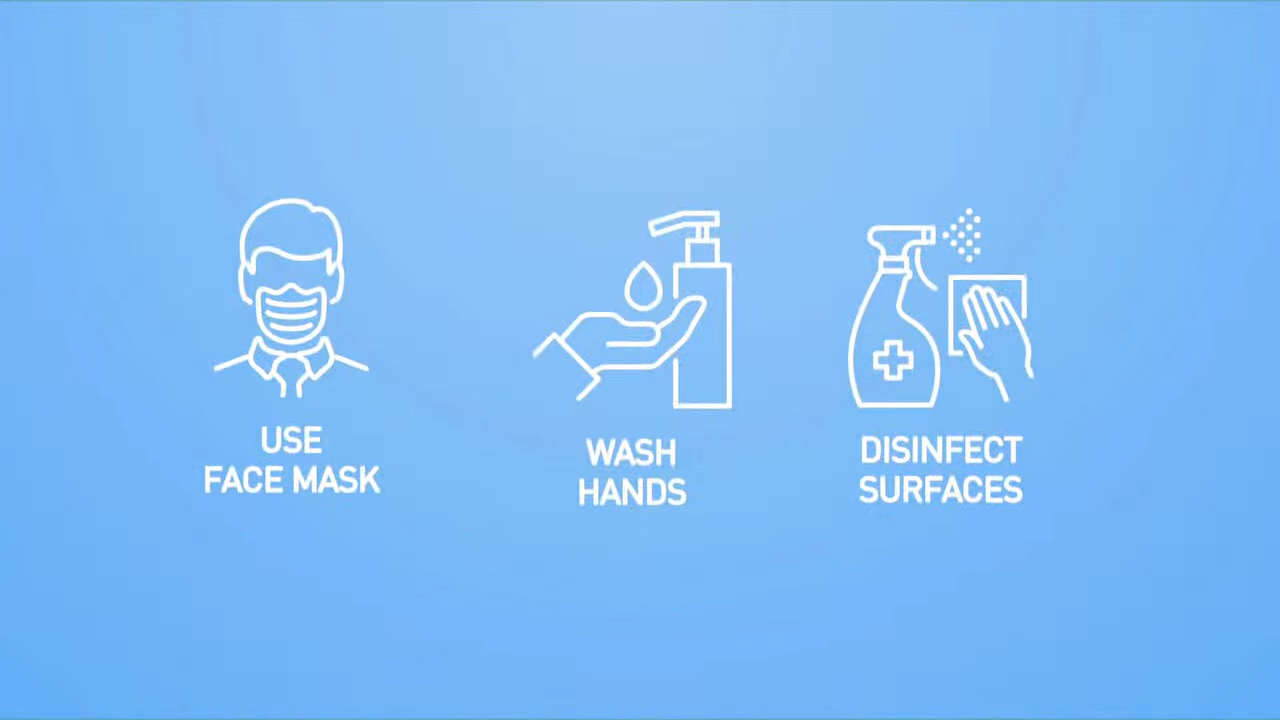 USE
FACE MASK
WASH
HANDS
DISINFECT
SURFACES